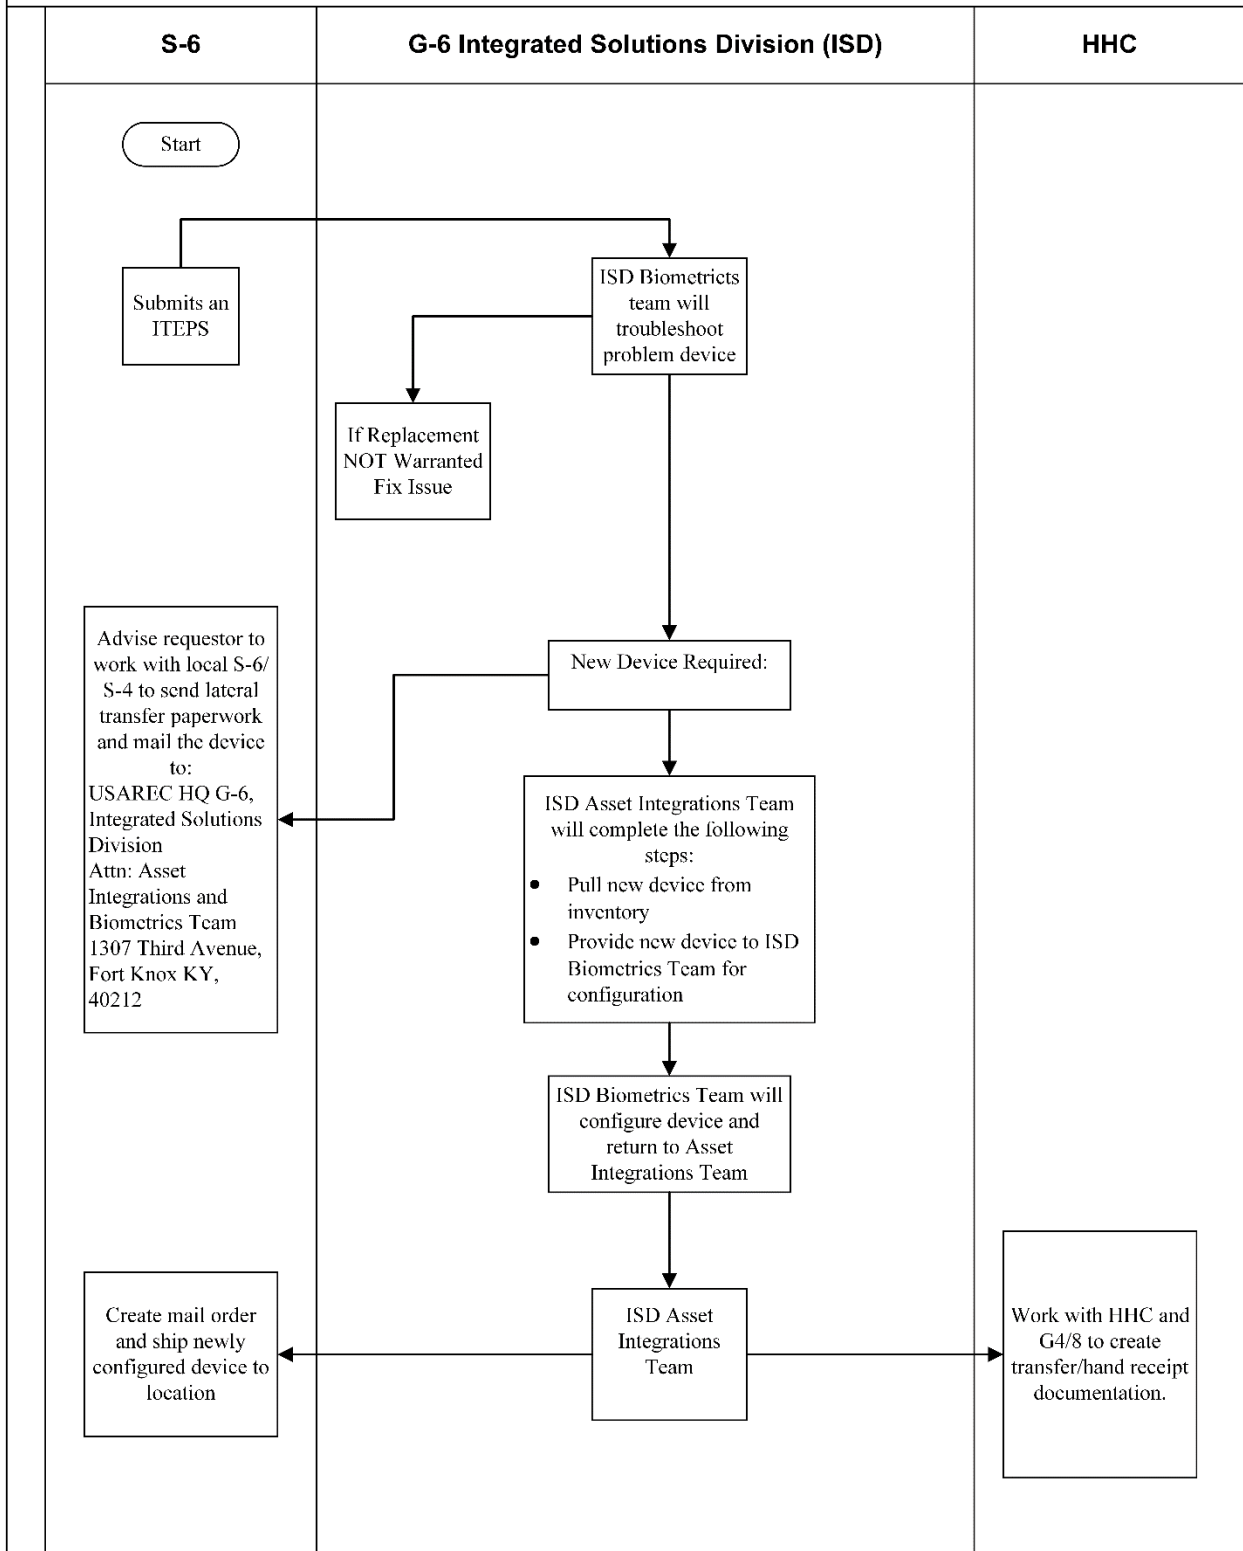 S-6
G-6 Integrated Solutions Division (ISD)
HHC
Start
Submits an
ITEPS
ISD Biometricts
team will
troubleshoot
problem device
If Replacement
NOT Warranted
Fix Issue
Advise requestor to
work with local S-6/
S-4 to send lateral
transfer paperwork
and mail the device
to:
USAREC HQ G-6,
Integrated Solutions
Division
Attn: Asset
Integrations and
Biometrics Team
1307 Third Avenue,
Fort Knox KY,
40212
New Device Required:
ISD Asset Integrations Team
will complete the following
steps:
• Pull new device from
inventory
• Provide new device to ISD
Biometrics Team for
configuration
ISD Biometrics Team will
configure device and
return to Asset
Integrations Team
Create mail order
and ship newly
configured device to
location
ISD Asset
Integrations
Team
Work with HHC and
G4/8 to create
transfer/hand receipt
documentation.